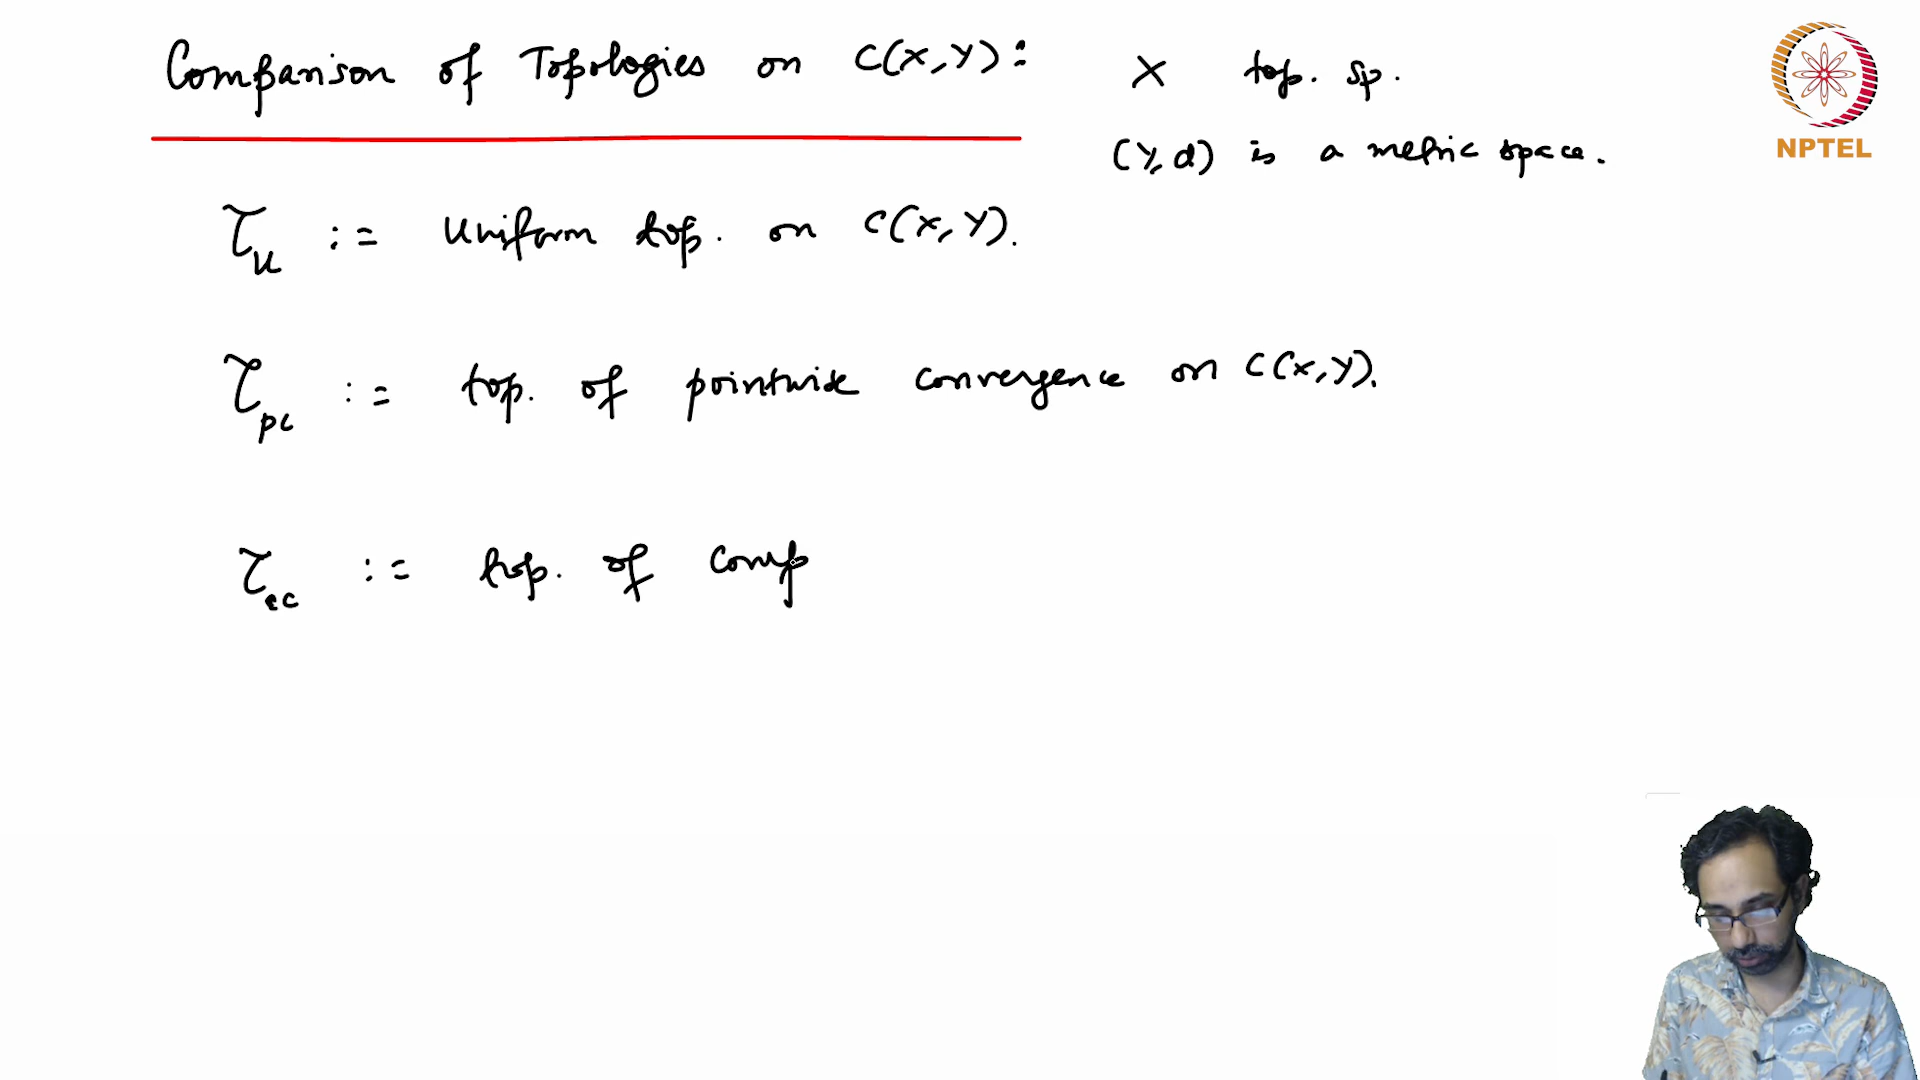 Comparison of Topologies on C(X,Y):
X top. sp.
(Y,d) is a metric space.
τ_u := Uniform top. on C(X,Y).
τ_pc := top. of pointwise convergence on C(X,Y).
τ_cc := top. of comp
NPTEL